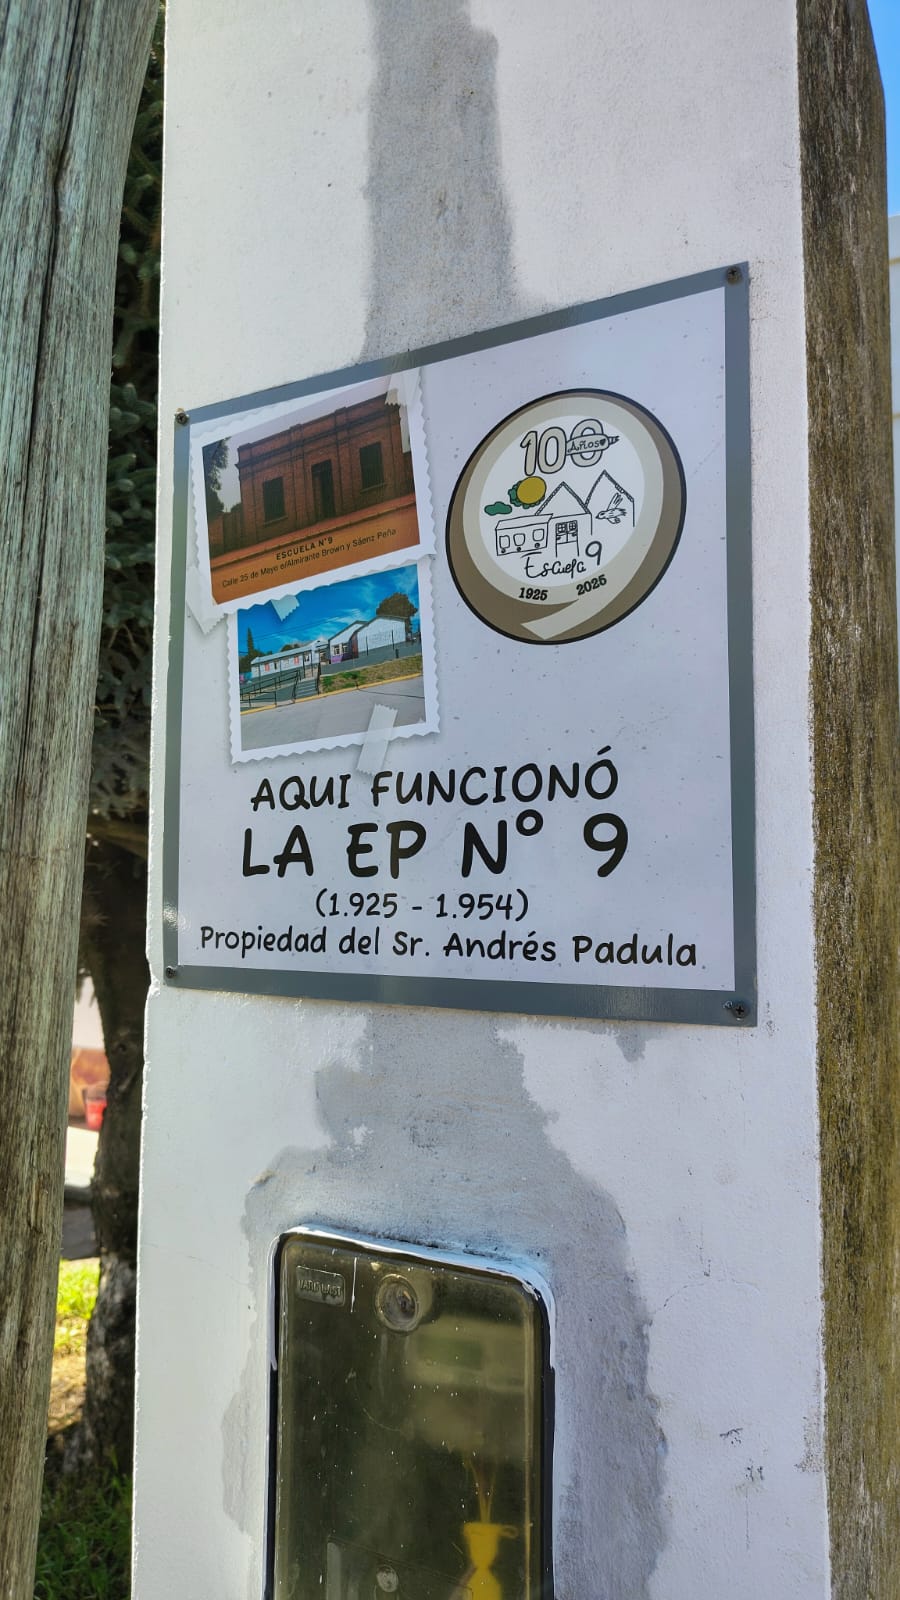 ESCUELA N°9
Calle 25 de Mayo e/Almirante Brown y Sáenz Peña
100
Años
Escuela 9
1925 2025
AQUI FUNCIONÓ
LA EP Nº 9
(1.925 - 1.954)
Propiedad del Sr. Andrés Padula